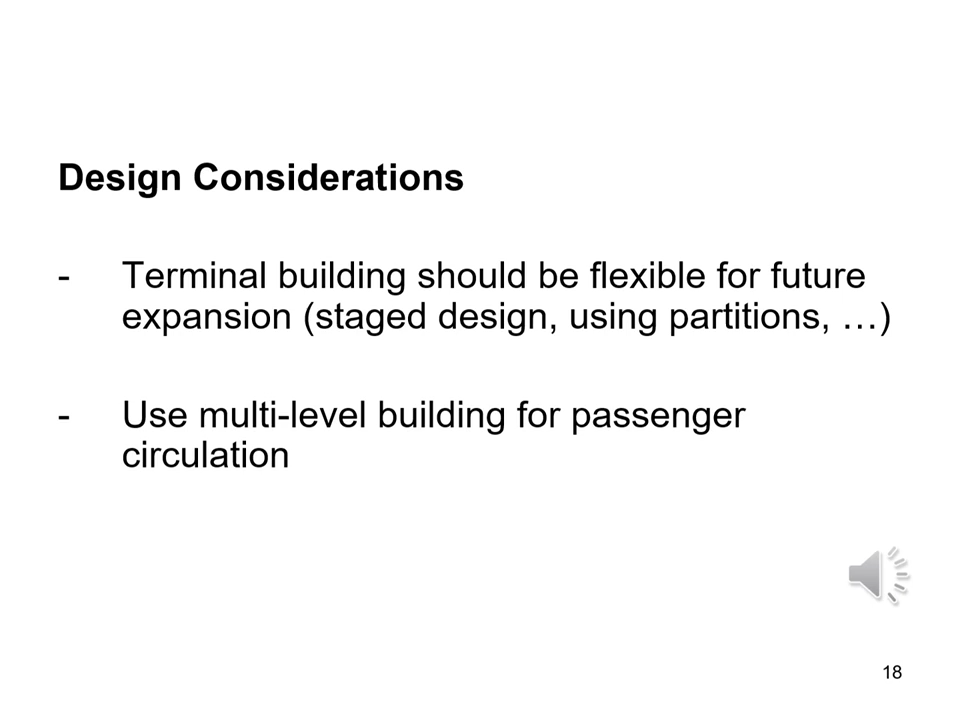 Design Considerations
- Terminal building should be flexible for future
expansion (staged design, using partitions, …)
- Use multi-level building for passenger
circulation
18